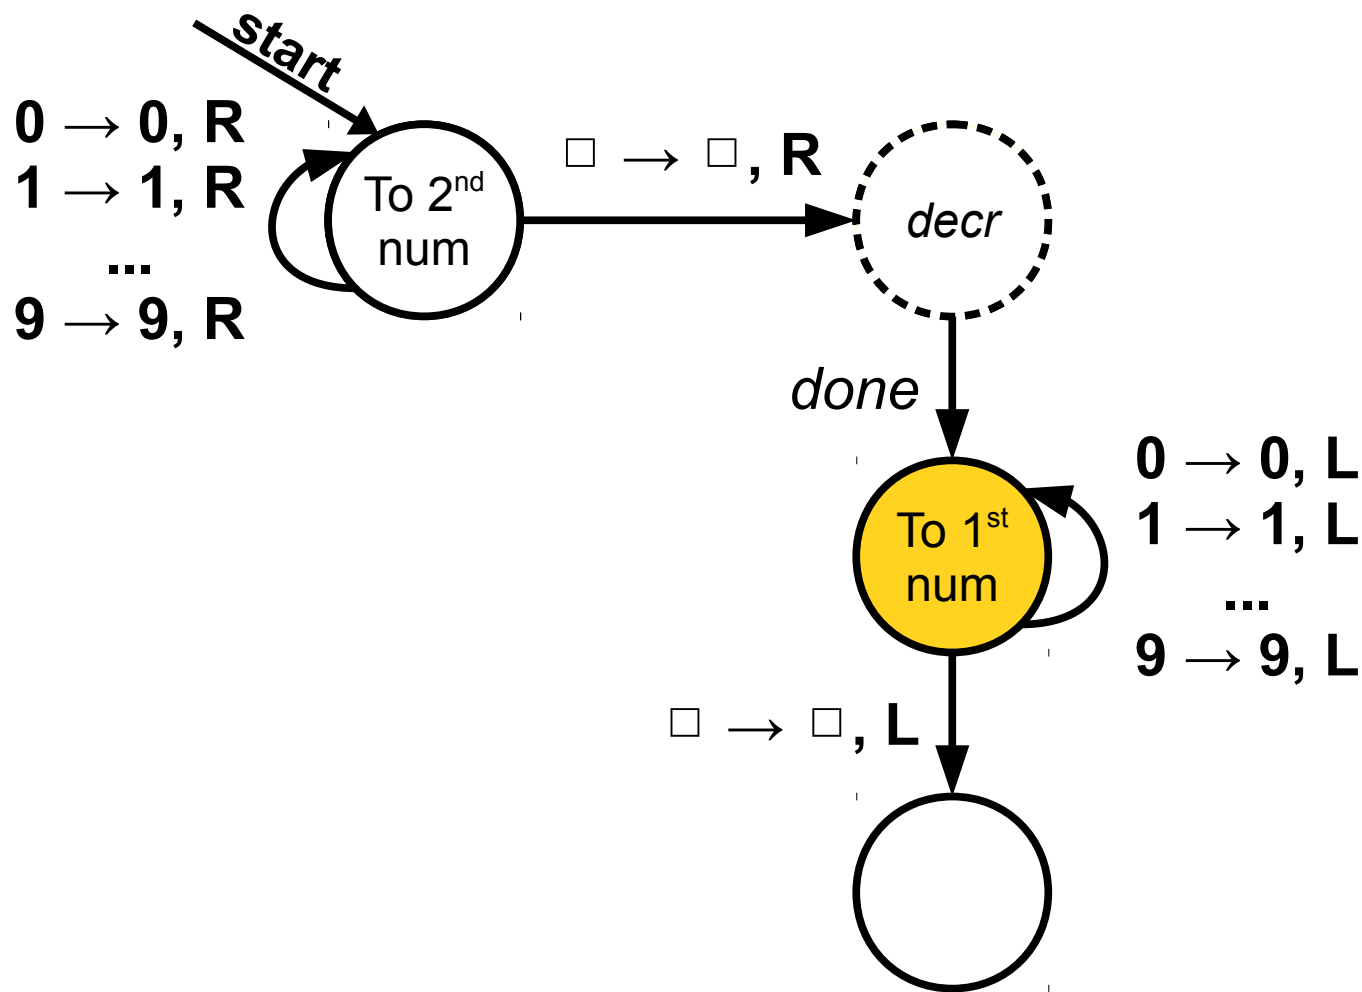 start
0 → 0, R
1 → 1, R
...
9 → 9, R
To 2nd
num
□ → □, R
decr
done
To 1st
num
0 → 0, L
1 → 1, L
...
9 → 9, L
□ → □, L